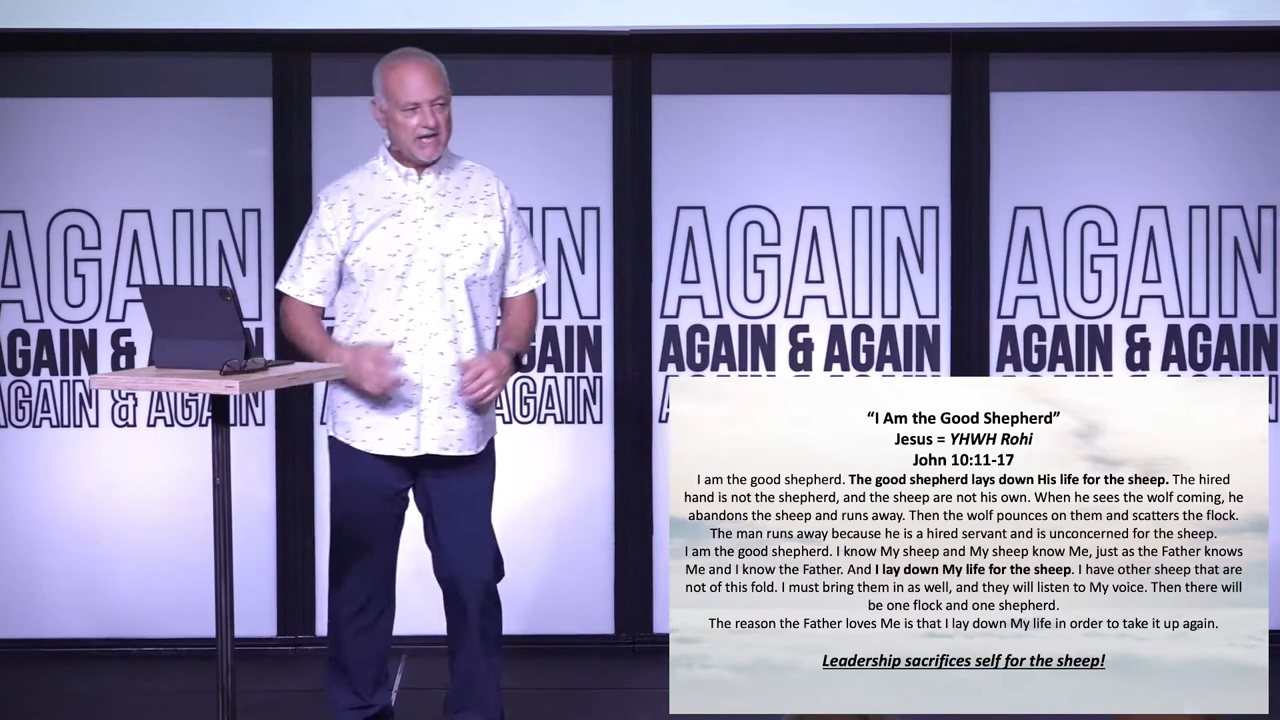 AGAIN
AGAIN &
AGAIN & AGAIN
IN
GAIN
AGAIN
AGAIN
AGAIN & AGAIN
AGAIN
AGAIN & AGAIN
“I Am the Good Shepherd”
Jesus = YHWH Rohi
John 10:11-17
I am the good shepherd. The good shepherd lays down His life for the sheep. The hired
hand is not the shepherd, and the sheep are not his own. When he sees the wolf coming, he
abandons the sheep and runs away. Then the wolf pounces on them and scatters the flock.
The man runs away because he is a hired servant and is unconcerned for the sheep.
I am the good shepherd. I know My sheep and My sheep know Me, just as the Father knows
Me and I know the Father. And I lay down My life for the sheep. I have other sheep that are
not of this fold. I must bring them in as well, and they will listen to My voice. Then there will
be one flock and one shepherd.
The reason the Father loves Me is that I lay down My life in order to take it up again.
Leadership sacrifices self for the sheep!